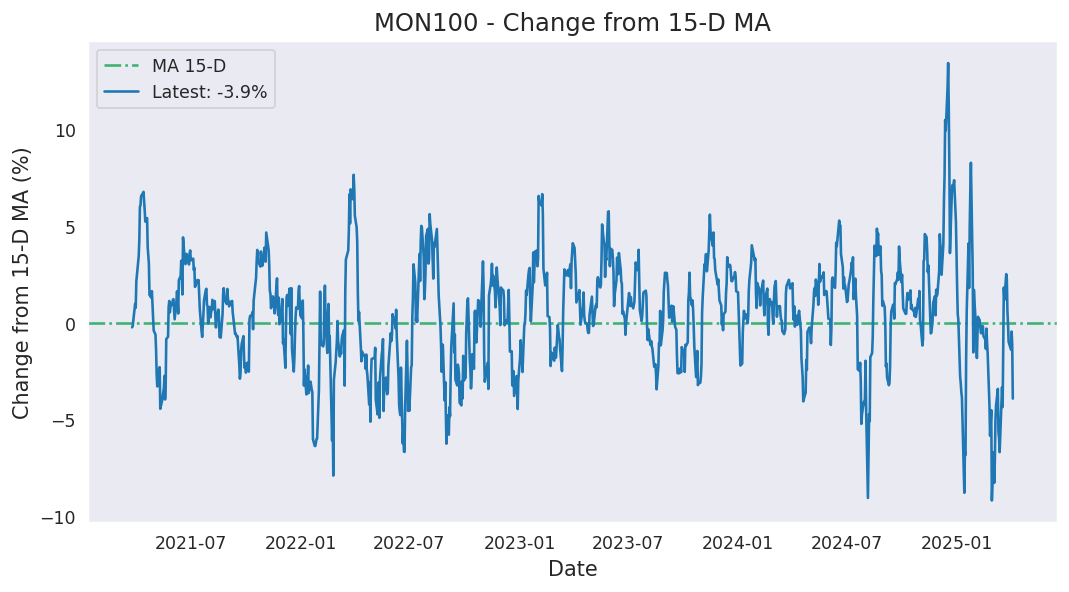 MON100 - Change from 15-D MA
MA 15-D
Latest: -3.9%
Change from 15-D MA (%)
10
5
0
−5
−10
2021-07
2022-01
2022-07
2023-01
2023-07
2024-01
2024-07
2025-01
Date